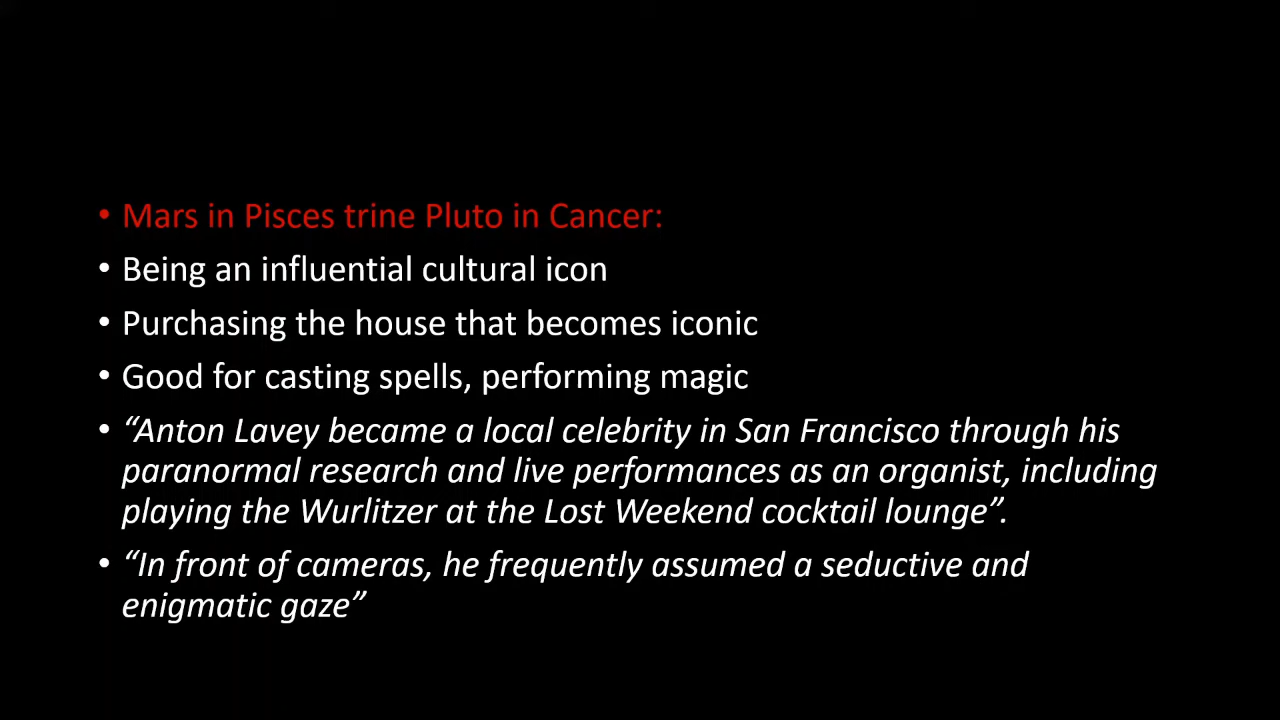 • Mars in Pisces trine Pluto in Cancer:
• Being an influential cultural icon
• Purchasing the house that becomes iconic
• Good for casting spells, performing magic
• “Anton Lavey became a local celebrity in San Francisco through his
paranormal research and live performances as an organist, including
playing the Wurlitzer at the Lost Weekend cocktail lounge”.
• “In front of cameras, he frequently assumed a seductive and
enigmatic gaze”